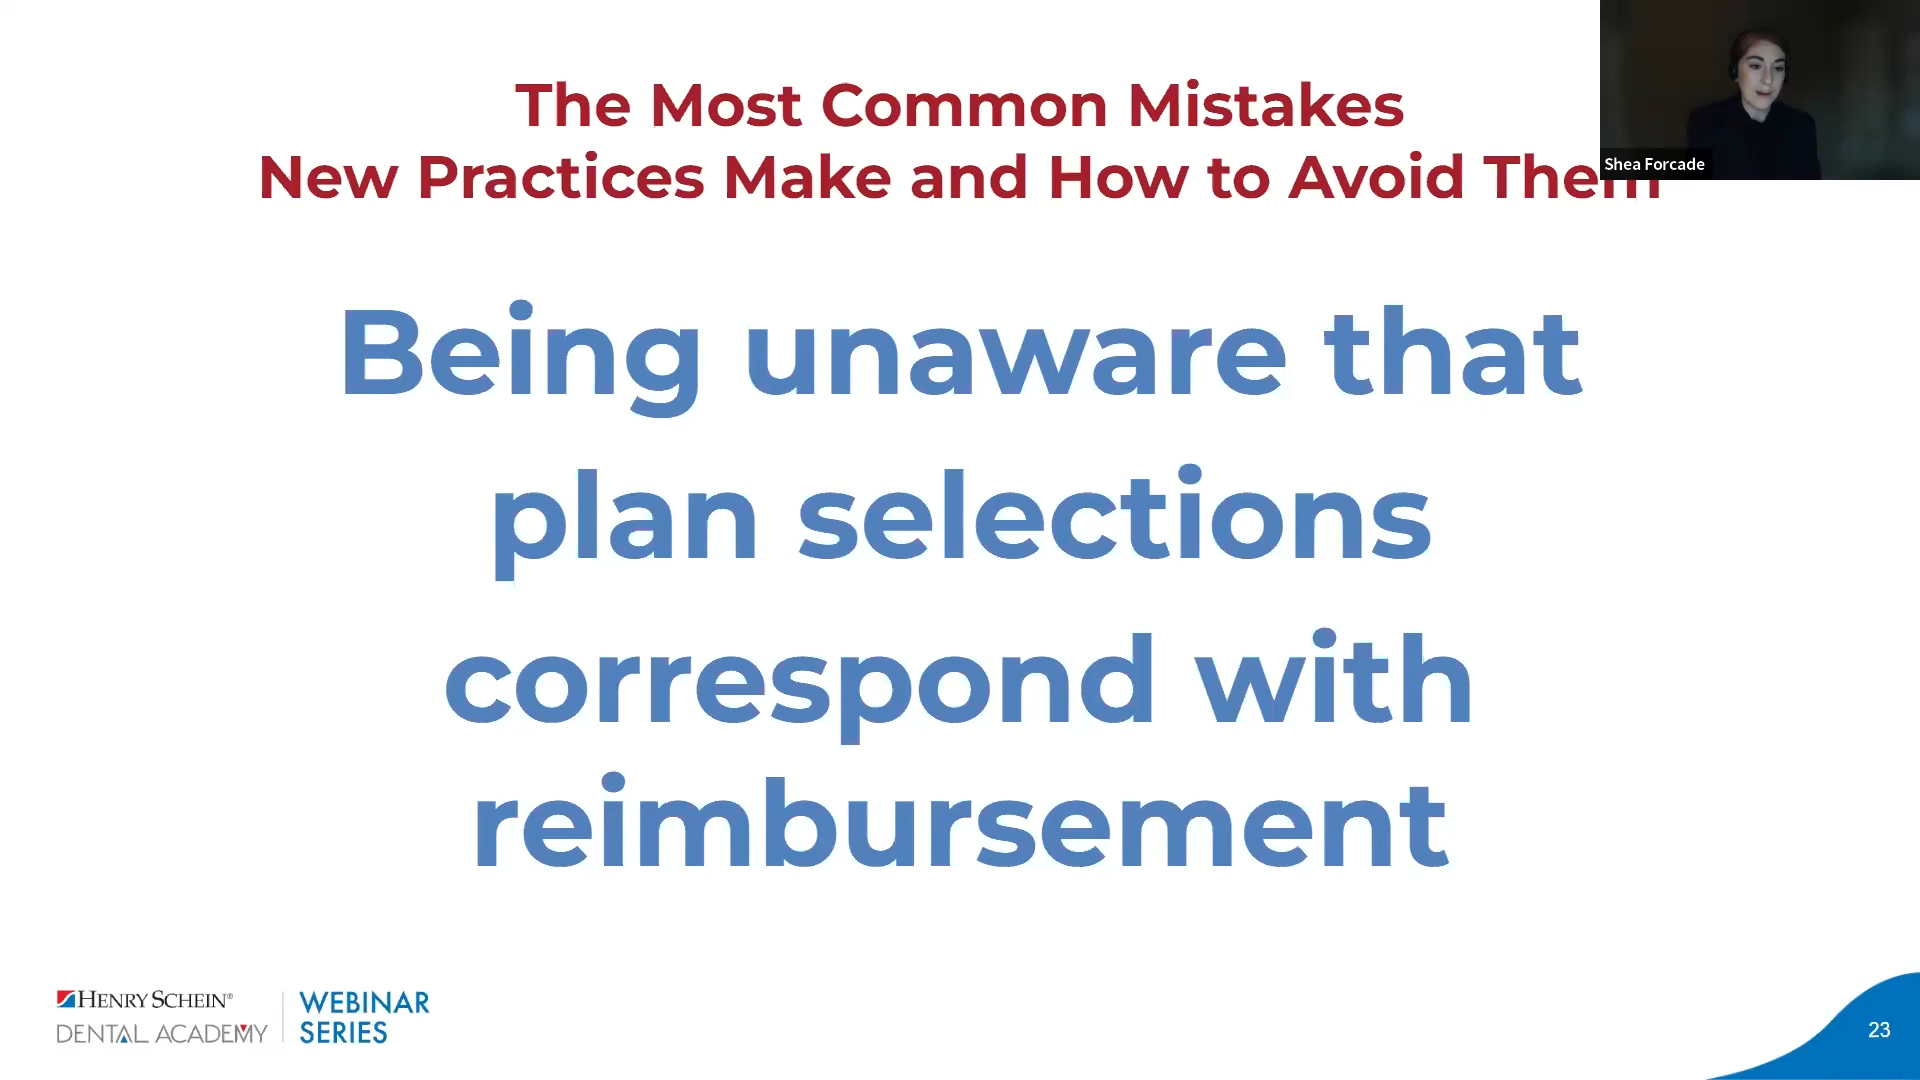 The Most Common Mistakes
New Practices Make and How to Avoid Them
Shea Forcade
Being unaware that
plan selections
correspond with
reimbursement
HENRY SCHEIN®
DENTAL ACADEMY
WEBINAR
SERIES
23